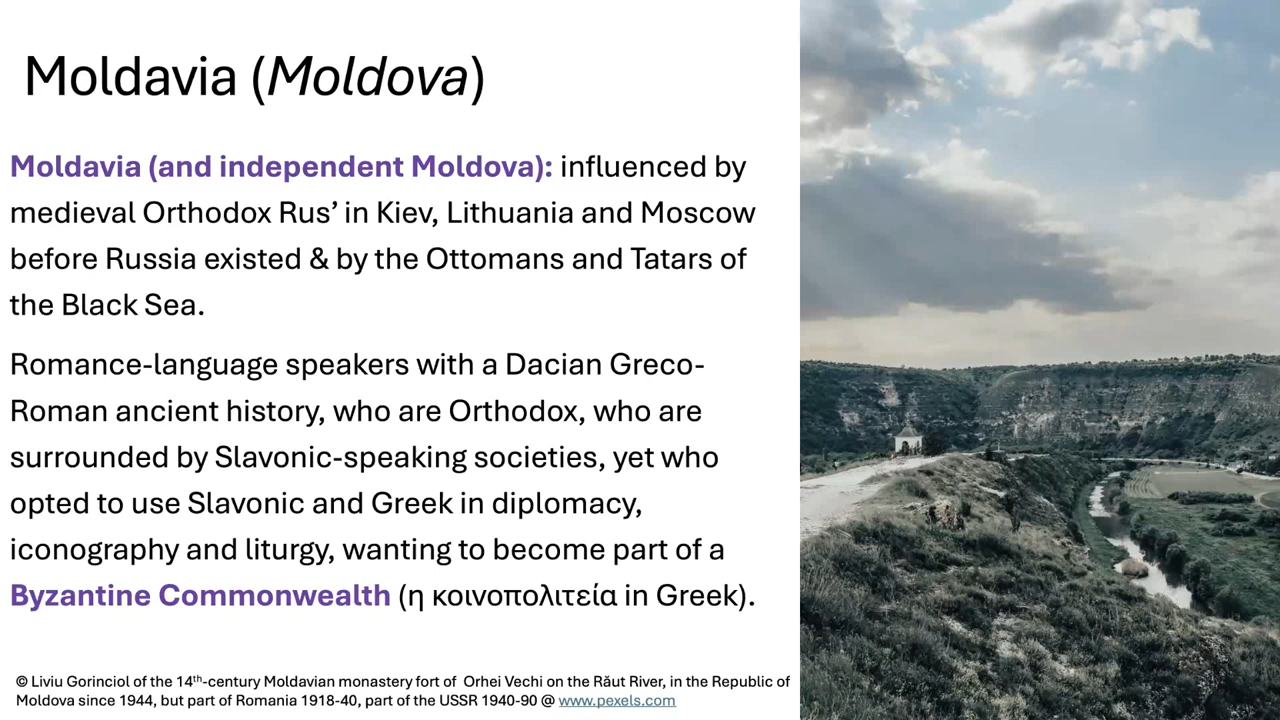 Moldavia (Moldova)
Moldavia (and independent Moldova): influenced by
medieval Orthodox Rus’ in Kiev, Lithuania and Moscow
before Russia existed & by the Ottomans and Tatars of
the Black Sea.
Romance-language speakers with a Dacian Greco-
Roman ancient history, who are Orthodox, who are
surrounded by Slavonic-speaking societies, yet who
opted to use Slavonic and Greek in diplomacy,
iconography and liturgy, wanting to become part of a
Byzantine Commonwealth (η κοινοπολιτεία in Greek).
© Liviu Gorinciol of the 14th-century Moldavian monastery fort of Orhei Vechi on the Răut River, in the Republic of
Moldova since 1944, but part of Romania 1918-40, part of the USSR 1940-90 @ www.pexels.com